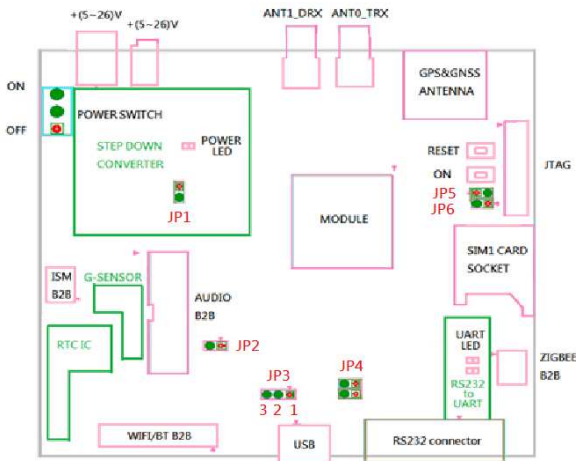 +(5~26)V
+(5~26)V
ANT1_DRX
ANT0_TRX
GPS&GNSS
ANTENNA
ON
OFF
POWER SWITCH
STEP DOWN
CONVERTER
POWER
LED
JP1
RESET
ON
JTAG
JP5
JP6
MODULE
SIM1 CARD
SOCKET
ISM
B2B
G-SENSOR
AUDIO
B2B
RTC IC
JP2
UART
LED
RS232
to
UART
ZIGBEE
B2B
JP3
3 2 1
JP4
WIFI/BT B2B
USB
RS232 connector